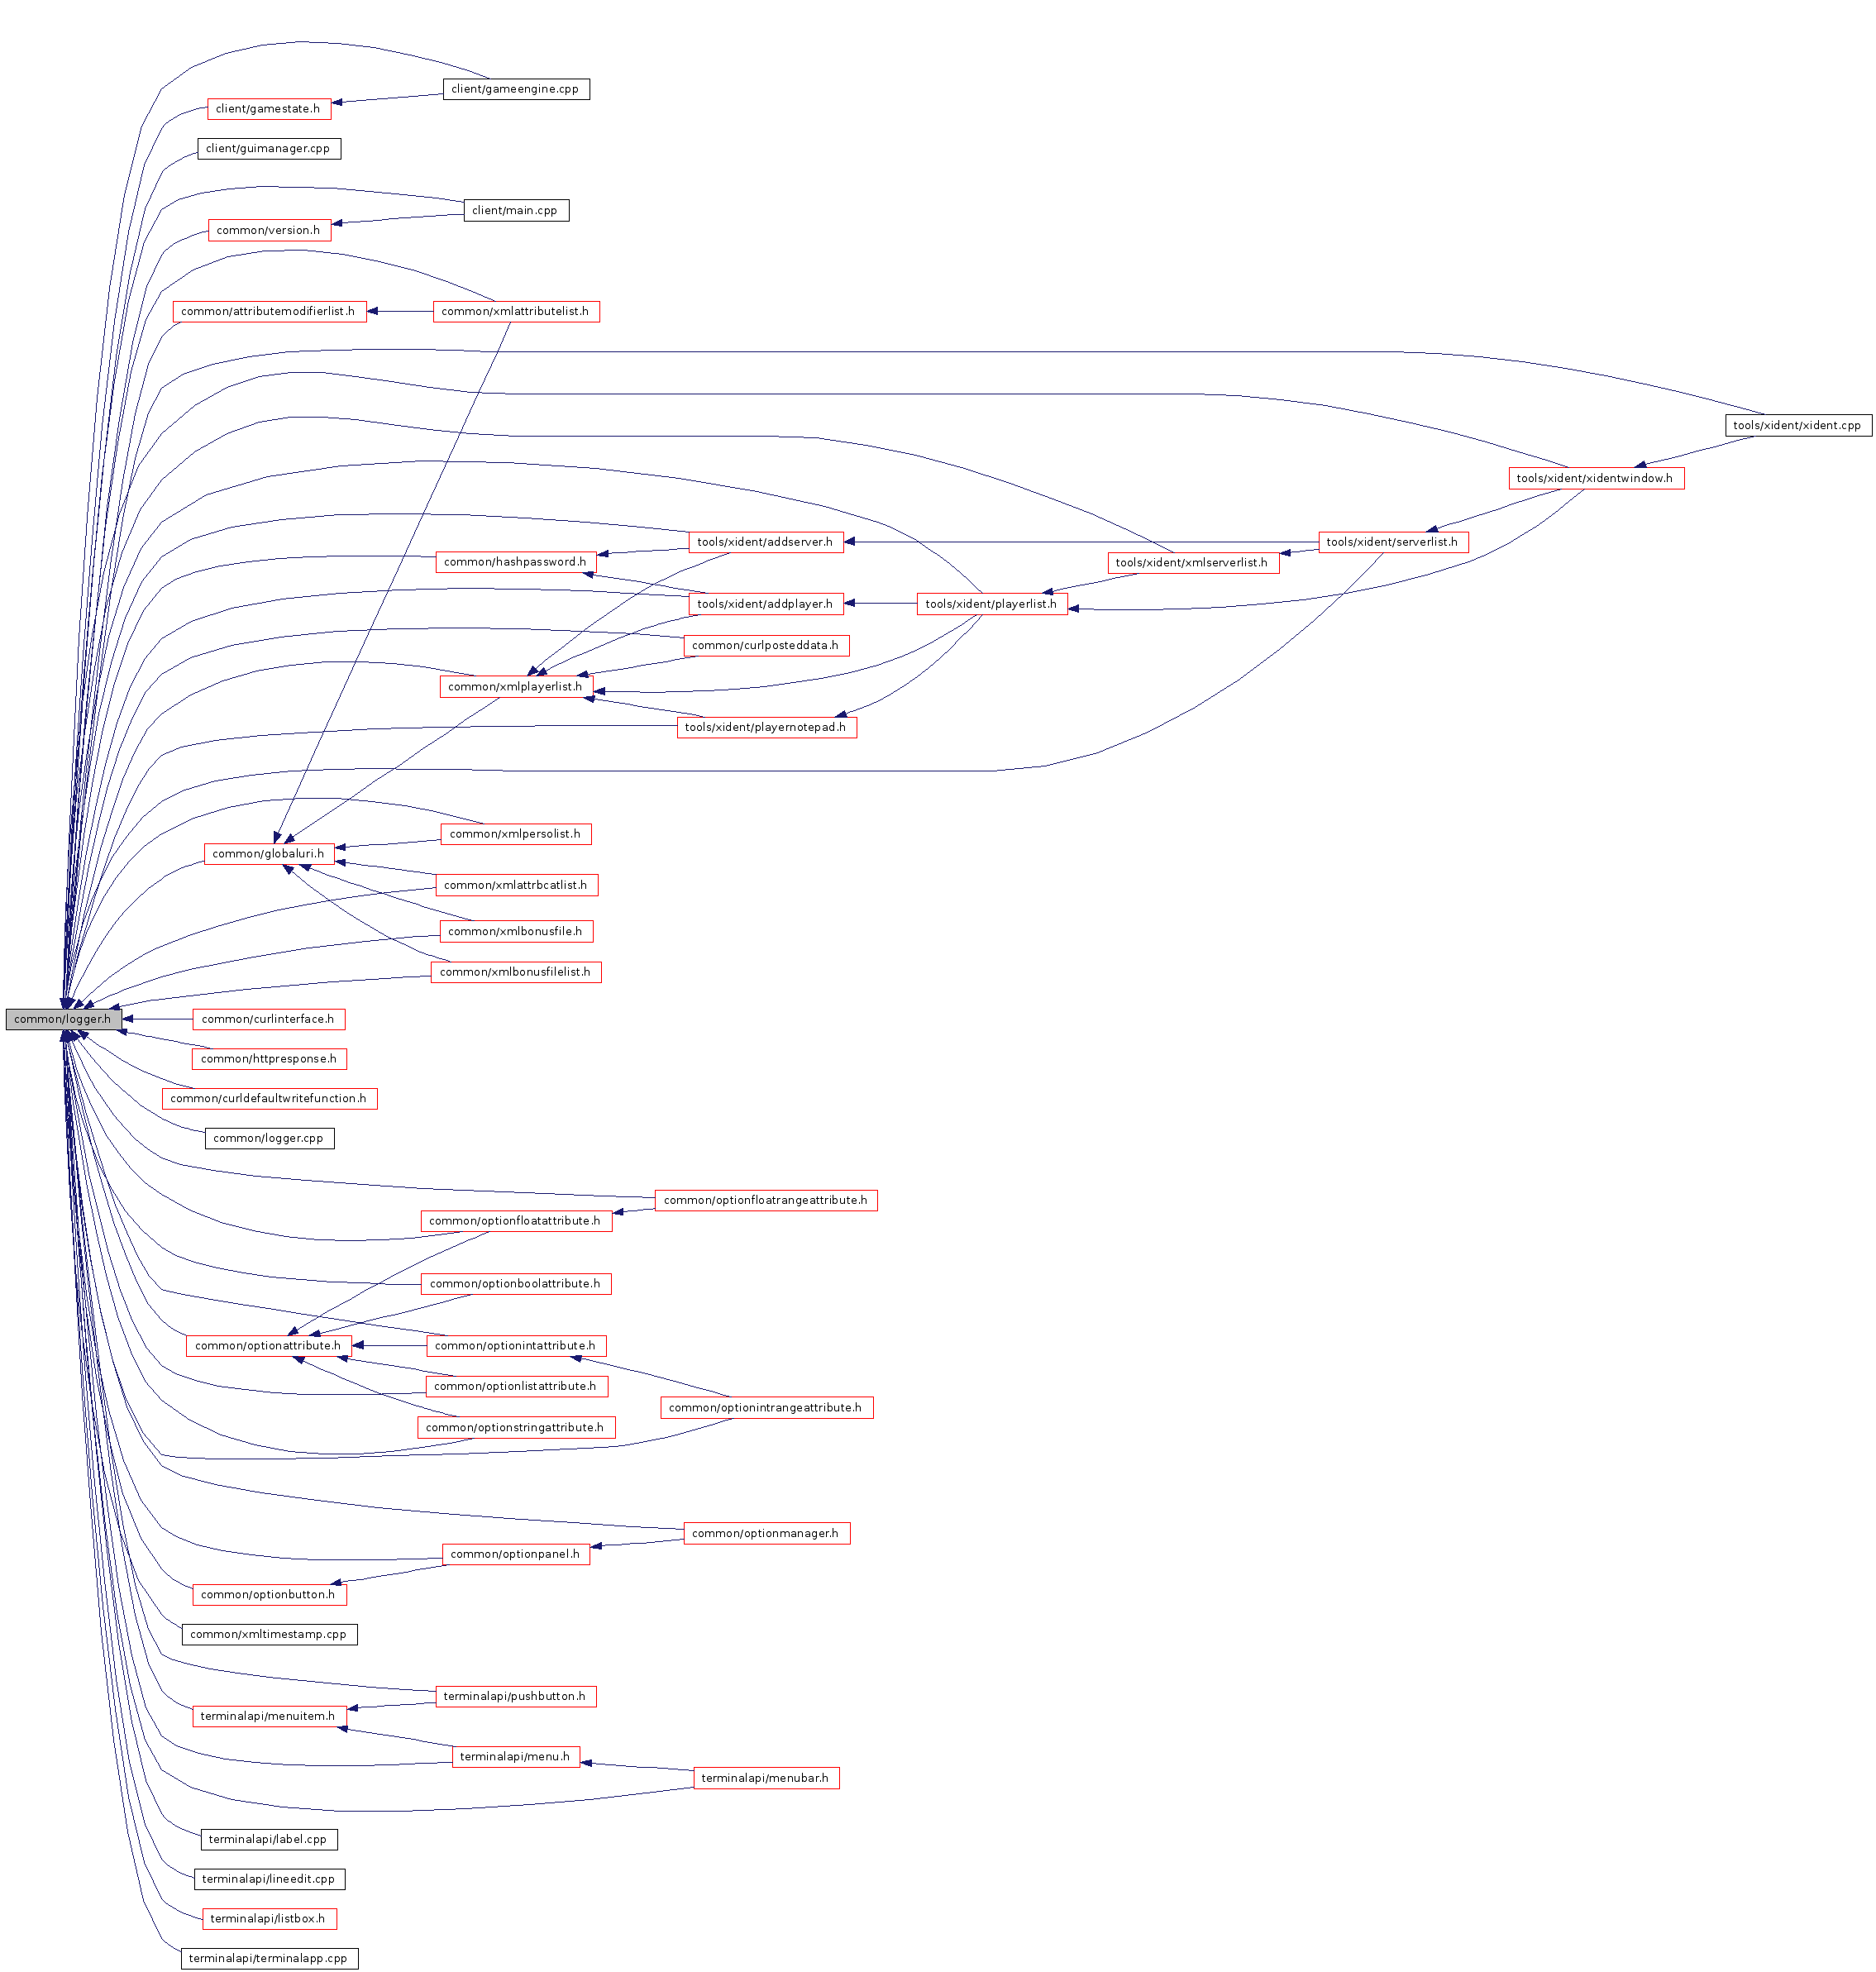 client/gameengine.cpp
client/gamestate.h
client/guimanager.cpp
client/main.cpp
common/version.h
common/attributemodifierlist.h
common/xmlattributelist.h
tools/xident/xident.cpp
tools/xident/xidentwindow.h
tools/xident/addserver.h
tools/xident/serverlist.h
common/hashpassword.h
tools/xident/xmlserverlist.h
tools/xident/addplayer.h
tools/xident/playerlist.h
common/curlposteddata.h
common/xmlplayerlist.h
tools/xident/playernotepad.h
common/xmlpersolist.h
common/globaluri.h
common/xmlattrbcatlist.h
common/xmlbonusfile.h
common/xmlbonusfilelist.h
common/logger.h
common/curlinterface.h
common/httpresponse.h
common/curldefaultwritefunction.h
common/logger.cpp
common/optionfloatrangeattribute.h
common/optionfloatattribute.h
common/optionboolattribute.h
common/optionattribute.h
common/optionintattribute.h
common/optionlistattribute.h
common/optionintrangeattribute.h
common/optionstringattribute.h
common/optionmanager.h
common/optionpanel.h
common/optionbutton.h
common/xmltimestamp.cpp
terminalapi/pushbutton.h
terminalapi/menuitem.h
terminalapi/menu.h
terminalapi/menubar.h
terminalapi/label.cpp
terminalapi/lineedit.cpp
terminalapi/listbox.h
terminalapi/terminalapp.cpp